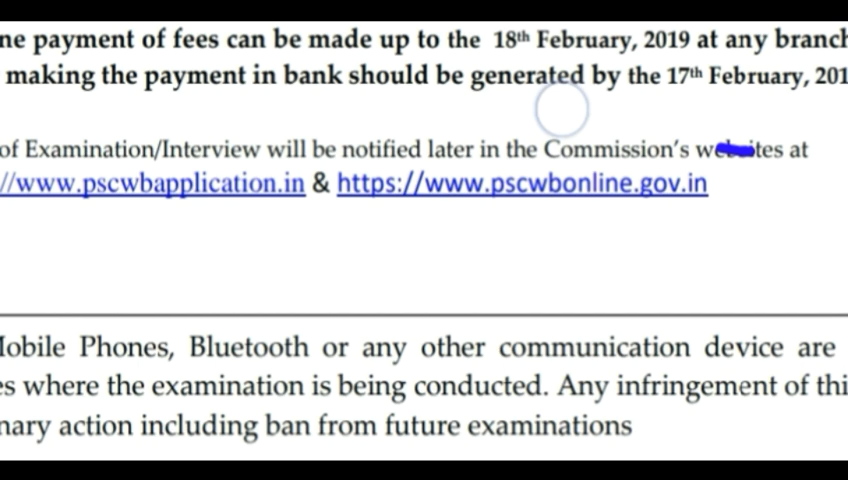 ne payment of fees can be made up to the 18th February, 2019 at any branch
making the payment in bank should be generated by the 17th February, 201
of Examination/Interview will be notified later in the Commission's websites at
//www.pscwbapplication.in & https://www.pscwbonline.gov.in
Mobile Phones, Bluetooth or any other communication device are
es where the examination is being conducted. Any infringement of thi
nary action including ban from future examinations